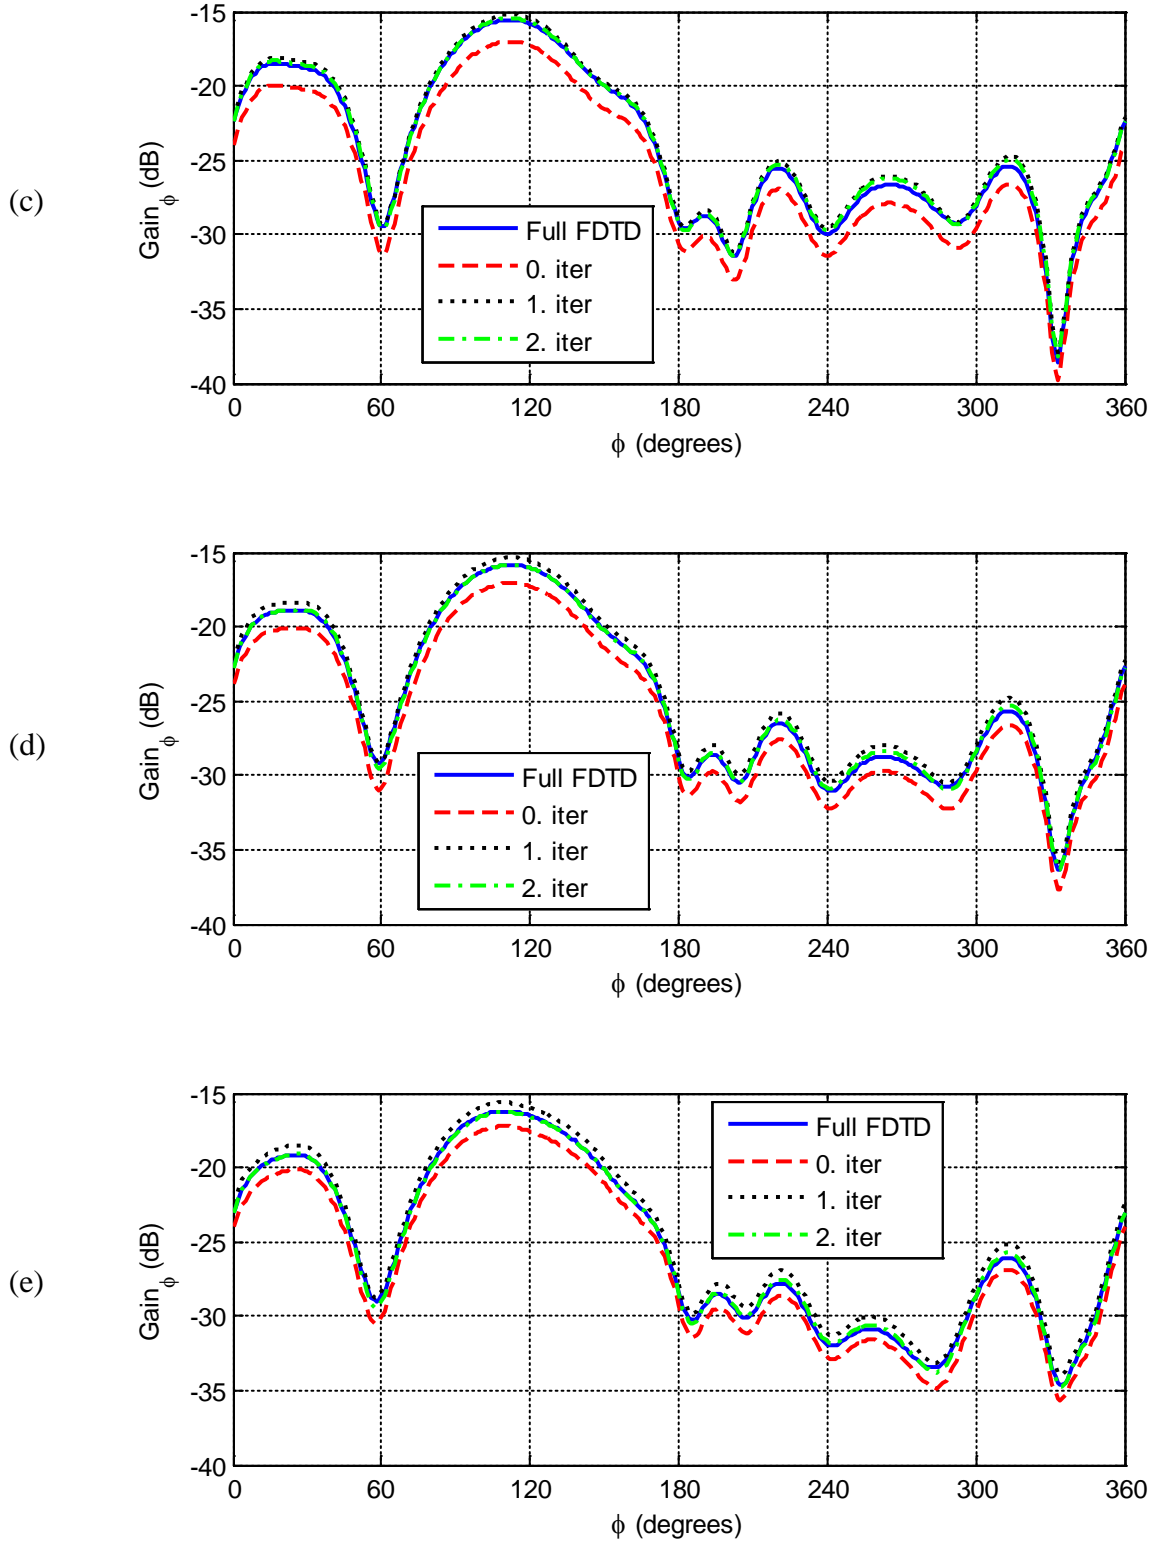 (c)
Gainϕ (dB)
-15
-20
-25
-30
-35
-40
0 60 120 180 240 300 360
ϕ (degrees)
Full FDTD
0. iter
1. iter
2. iter
(d)
Gainϕ (dB)
-15
-20
-25
-30
-35
-40
0 60 120 180 240 300 360
ϕ (degrees)
Full FDTD
0. iter
1. iter
2. iter
(e)
Gainϕ (dB)
-15
-20
-25
-30
-35
-40
0 60 120 180 240 300 360
ϕ (degrees)
Full FDTD
0. iter
1. iter
2. iter